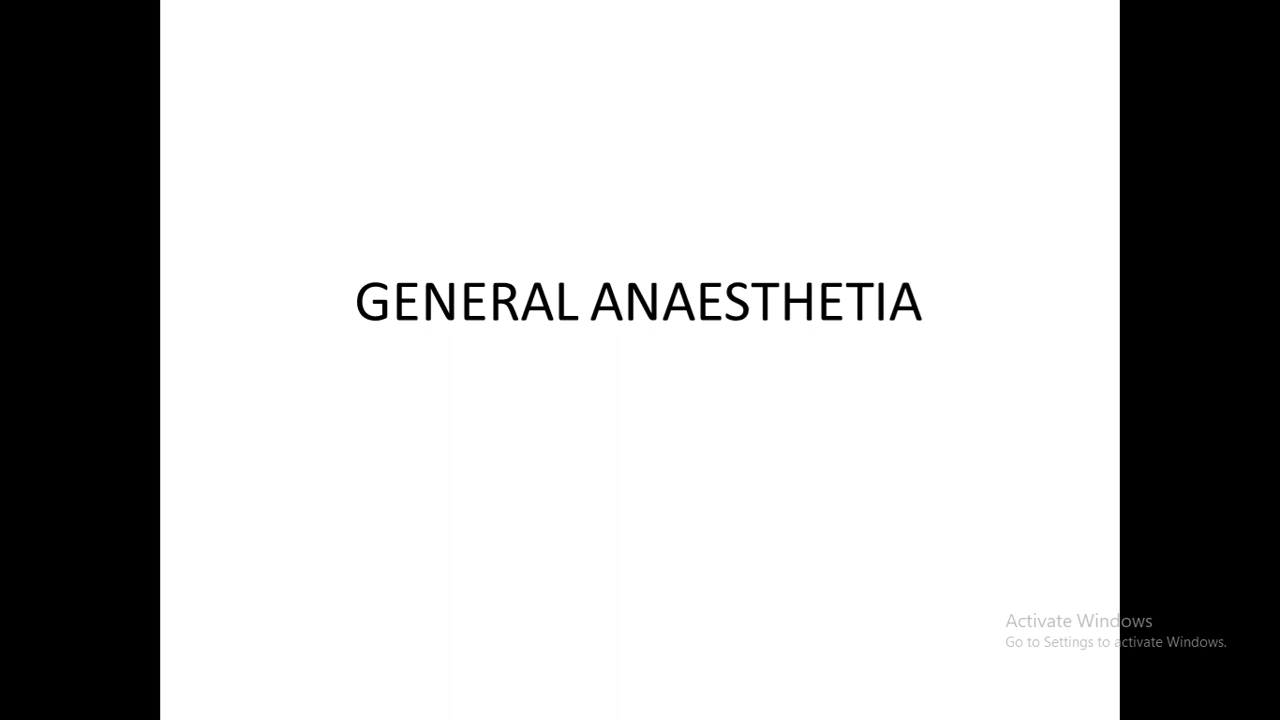 GENERAL ANAESTHETIA
Activate Windows
Go to Settings to activate Windows.